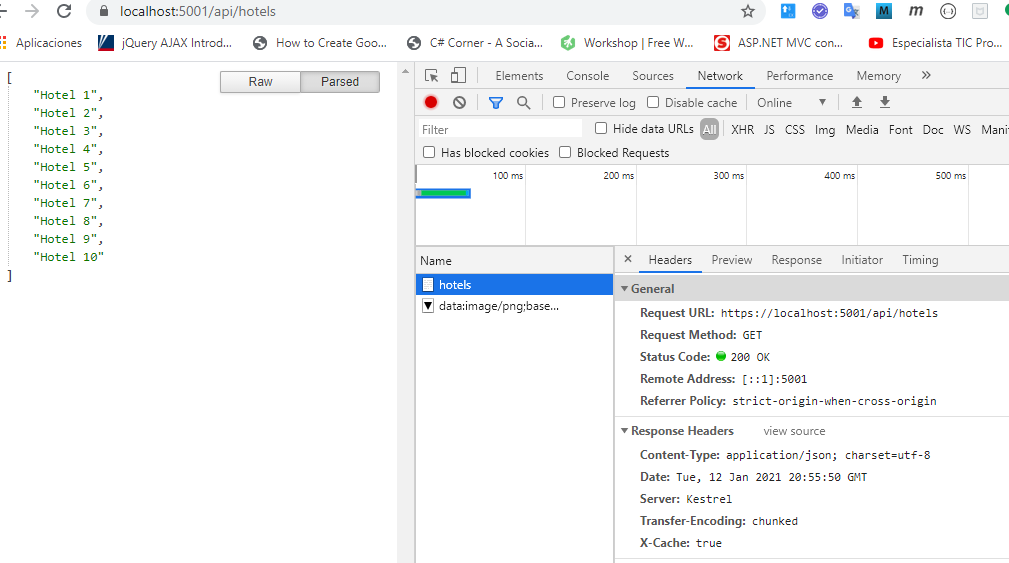 localhost:5001/api/hotels
Aplicaciones jQuery AJAX Introd... How to Create Goo... C# Corner - A Socia... Workshop | Free W... ASP.NET MVC con... Especialista TIC Pro...
[
"Hotel 1",
"Hotel 2",
"Hotel 3",
"Hotel 4",
"Hotel 5",
"Hotel 6",
"Hotel 7",
"Hotel 8",
"Hotel 9",
"Hotel 10"
]
Raw Parsed
Elements Console Sources Network Performance Memory »
Preserve log Disable cache Online
Filter Hide data URLs All XHR JS CSS Img Media Font Doc WS Mani
Has blocked cookies Blocked Requests
100 ms 200 ms 300 ms 400 ms 500 ms
Name
hotels
data:image/png;base...
× Headers Preview Response Initiator Timing
General
Request URL: https://localhost:5001/api/hotels
Request Method: GET
Status Code: 200 OK
Remote Address: [::1]:5001
Referrer Policy: strict-origin-when-cross-origin
Response Headers view source
Content-Type: application/json; charset=utf-8
Date: Tue, 12 Jan 2021 20:55:50 GMT
Server: Kestrel
Transfer-Encoding: chunked
X-Cache: true